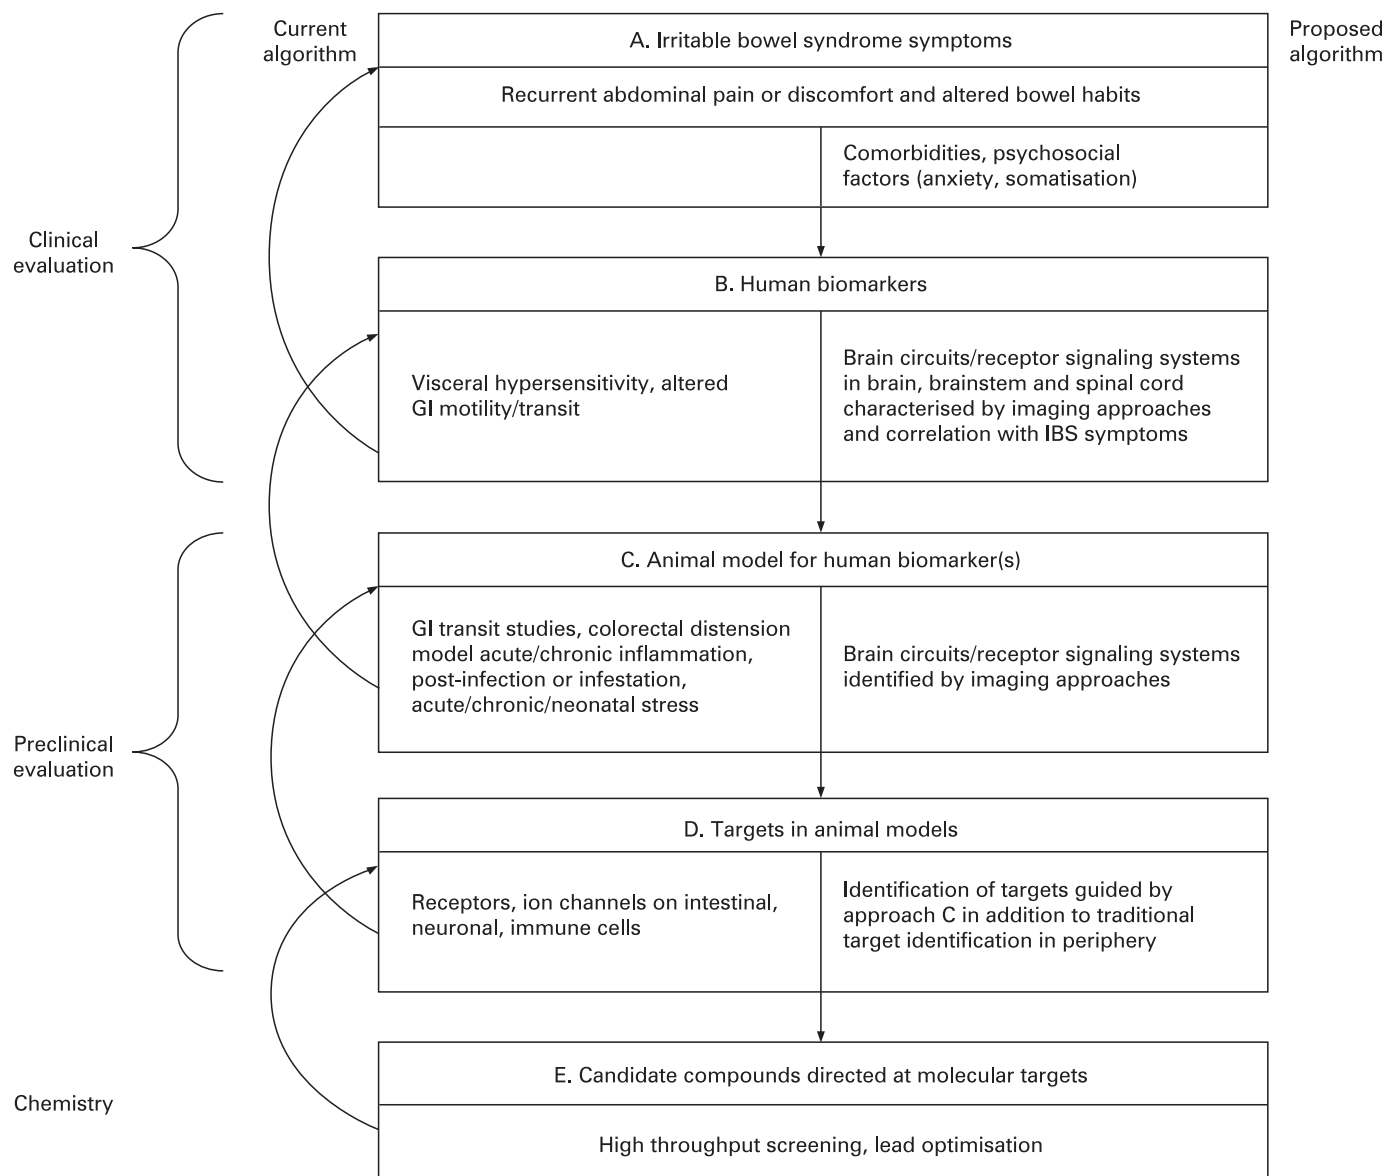 Current
algorithm
A. Irritable bowel syndrome symptoms
Proposed
algorithm
Recurrent abdominal pain or discomfort and altered bowel habits
Comorbidities, psychosocial
factors (anxiety, somatisation)
Clinical
evaluation
B. Human biomarkers
Visceral hypersensitivity, altered
GI motility/transit
Brain circuits/receptor signaling systems
in brain, brainstem and spinal cord
characterised by imaging approaches
and correlation with IBS symptoms
C. Animal model for human biomarker(s)
GI transit studies, colorectal distension
model acute/chronic inflammation,
post-infection or infestation,
acute/chronic/neonatal stress
Brain circuits/receptor signaling systems
identified by imaging approaches
Preclinical
evaluation
D. Targets in animal models
Receptors, ion channels on intestinal,
neuronal, immune cells
Identification of targets guided by
approach C in addition to traditional
target identification in periphery
E. Candidate compounds directed at molecular targets
Chemistry
High throughput screening, lead optimisation